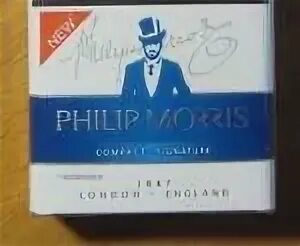 NEW
PHILIP MORRIS
COMPACT SIGNATURE
1847
LONDON - ENGLAND